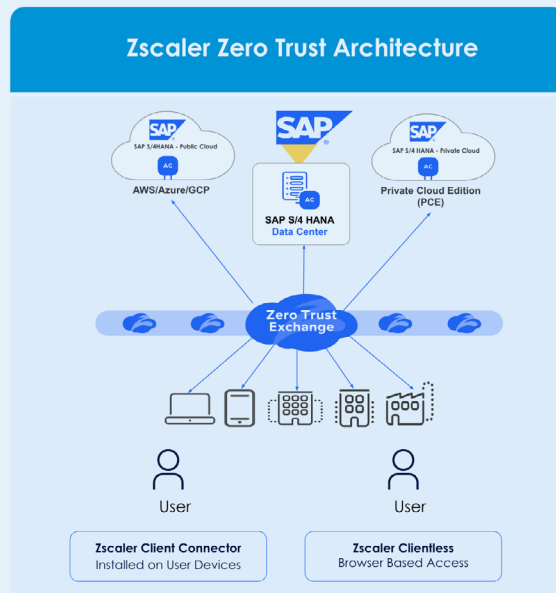 Zscaler Zero Trust Architecture
SAP
SAP S/4HANA - Public Cloud
AC
AWS/Azure/GCP
SAP
®
AC
SAP S/4 HANA
Data Center
SAP
SAP S/4 HANA - Private Cloud
AC
Private Cloud Edition
(PCE)
Zero Trust
Exchange
User
User
Zscaler Client Connector
Installed on User Devices
Zscaler Clientless
Browser Based Access